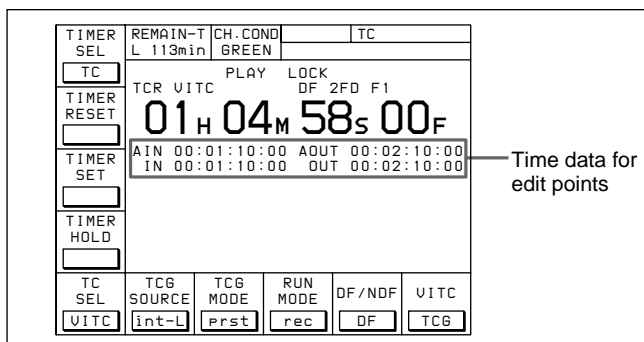 TIMER SEL
TC
TIMER RESET
TIMER SET
TIMER HOLD
REMAIN-T CH.COND TC
L 113min GREEN
PLAY LOCK
TCR VITC DF 2FD F1
01H 04M 58S 00F
AIN 00:01:10:00 AOUT 00:02:10:00
IN 00:01:10:00 OUT 00:02:10:00
Time data for
edit points
TC SEL
VITC
TCG SOURCE
int-L
TCG MODE
prst
RUN MODE
rec
DF/NDF
DF
VITC
TCG